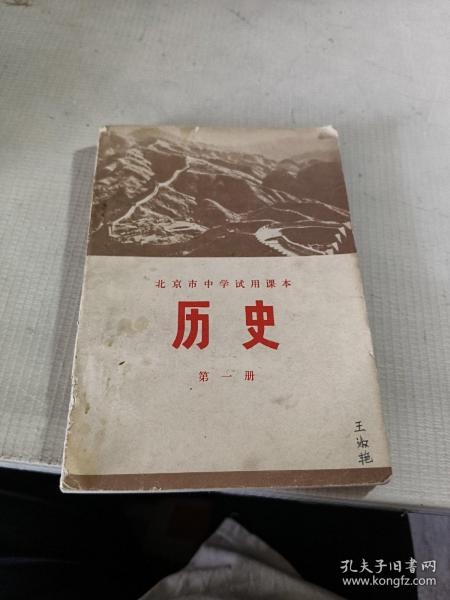 北京市中学试用课本
历史
第一册
王淑艳
孔夫子旧书网
www.kongfz.com